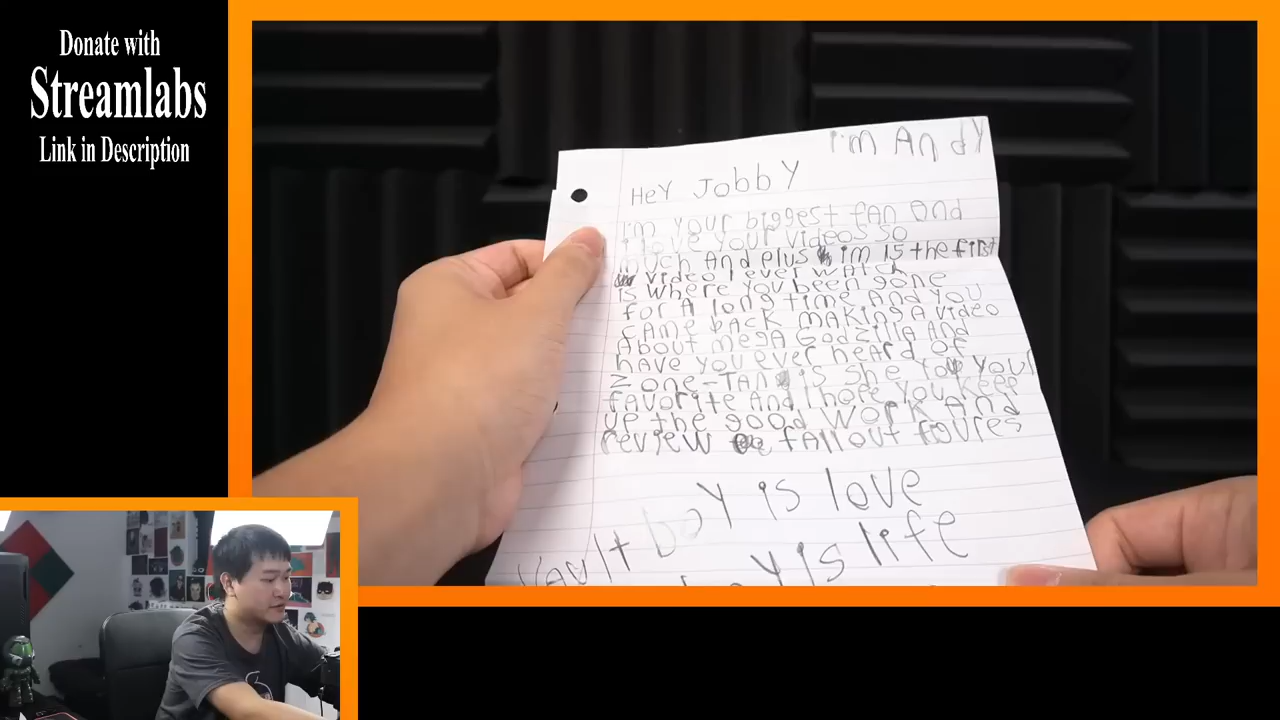 Donate with
Streamlabs
Link in Description
i'm Andy
Hey Jobby
I'm your biggest fan and
i love your videos so
much And plus im 15 the first
video I ever watch
is where you been gone
for A long time And you
came back making A video
About mega Godzilla And
have you ever heard of
Zone-Tan is she your
favorite And I hope you keep
up the good work And
review fallout figures
Vault boy is love
boy is life